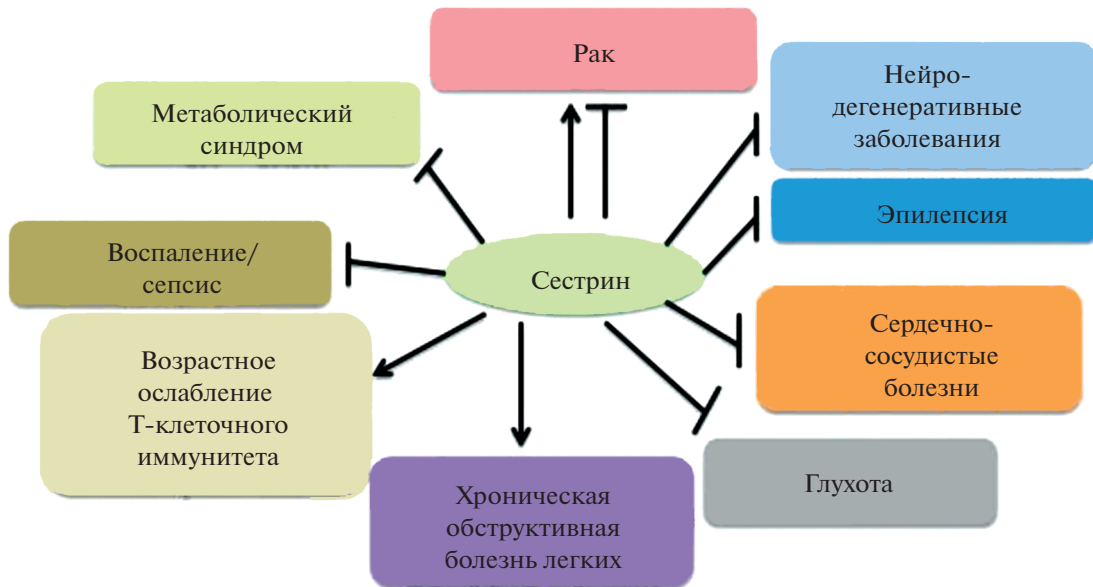 Рак
Нейро-
дегенеративные
заболевания
Метаболический
синдром
Эпилепсия
Воспаление/
сепсис
Сестрин
Сердечно-
сосудистые
болезни
Возрастное
ослабление
Т-клеточного
иммунитета
Глухота
Хроническая
обструктивная
болезнь легких